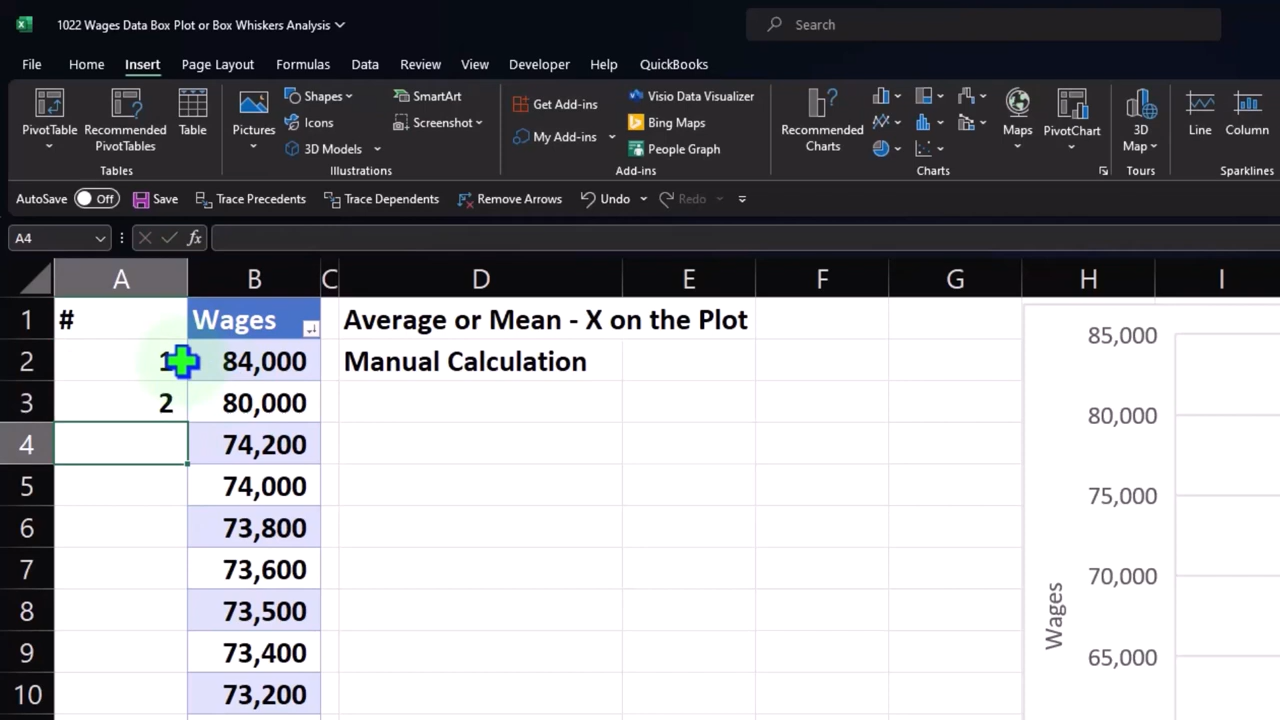 1022 Wages Data Box Plot or Box Whiskers Analysis
Search
File Home Insert Page Layout Formulas Data Review View Developer Help QuickBooks
PivotTable
Recommended
PivotTables
Table
Tables
Pictures
Shapes
Icons
3D Models
SmartArt
Screenshot
Illustrations
Get Add-ins
My Add-ins
Visio Data Visualizer
Bing Maps
People Graph
Add-ins
Recommended
Charts
Maps
PivotChart
Charts
3D
Map
Tours
Line
Column
Sparklines
AutoSave Off Save Trace Precedents Trace Dependents Remove Arrows Undo Redo
A4 fx
A B C D E F G H I
1 # Wages Average or Mean - X on the Plot
2 1 84,000 Manual Calculation
3 2 80,000
4 74,200
5 74,000
6 73,800
7 73,600
8 73,500
9 73,400
10 73,200
85,000
80,000
75,000
70,000
65,000
Wages